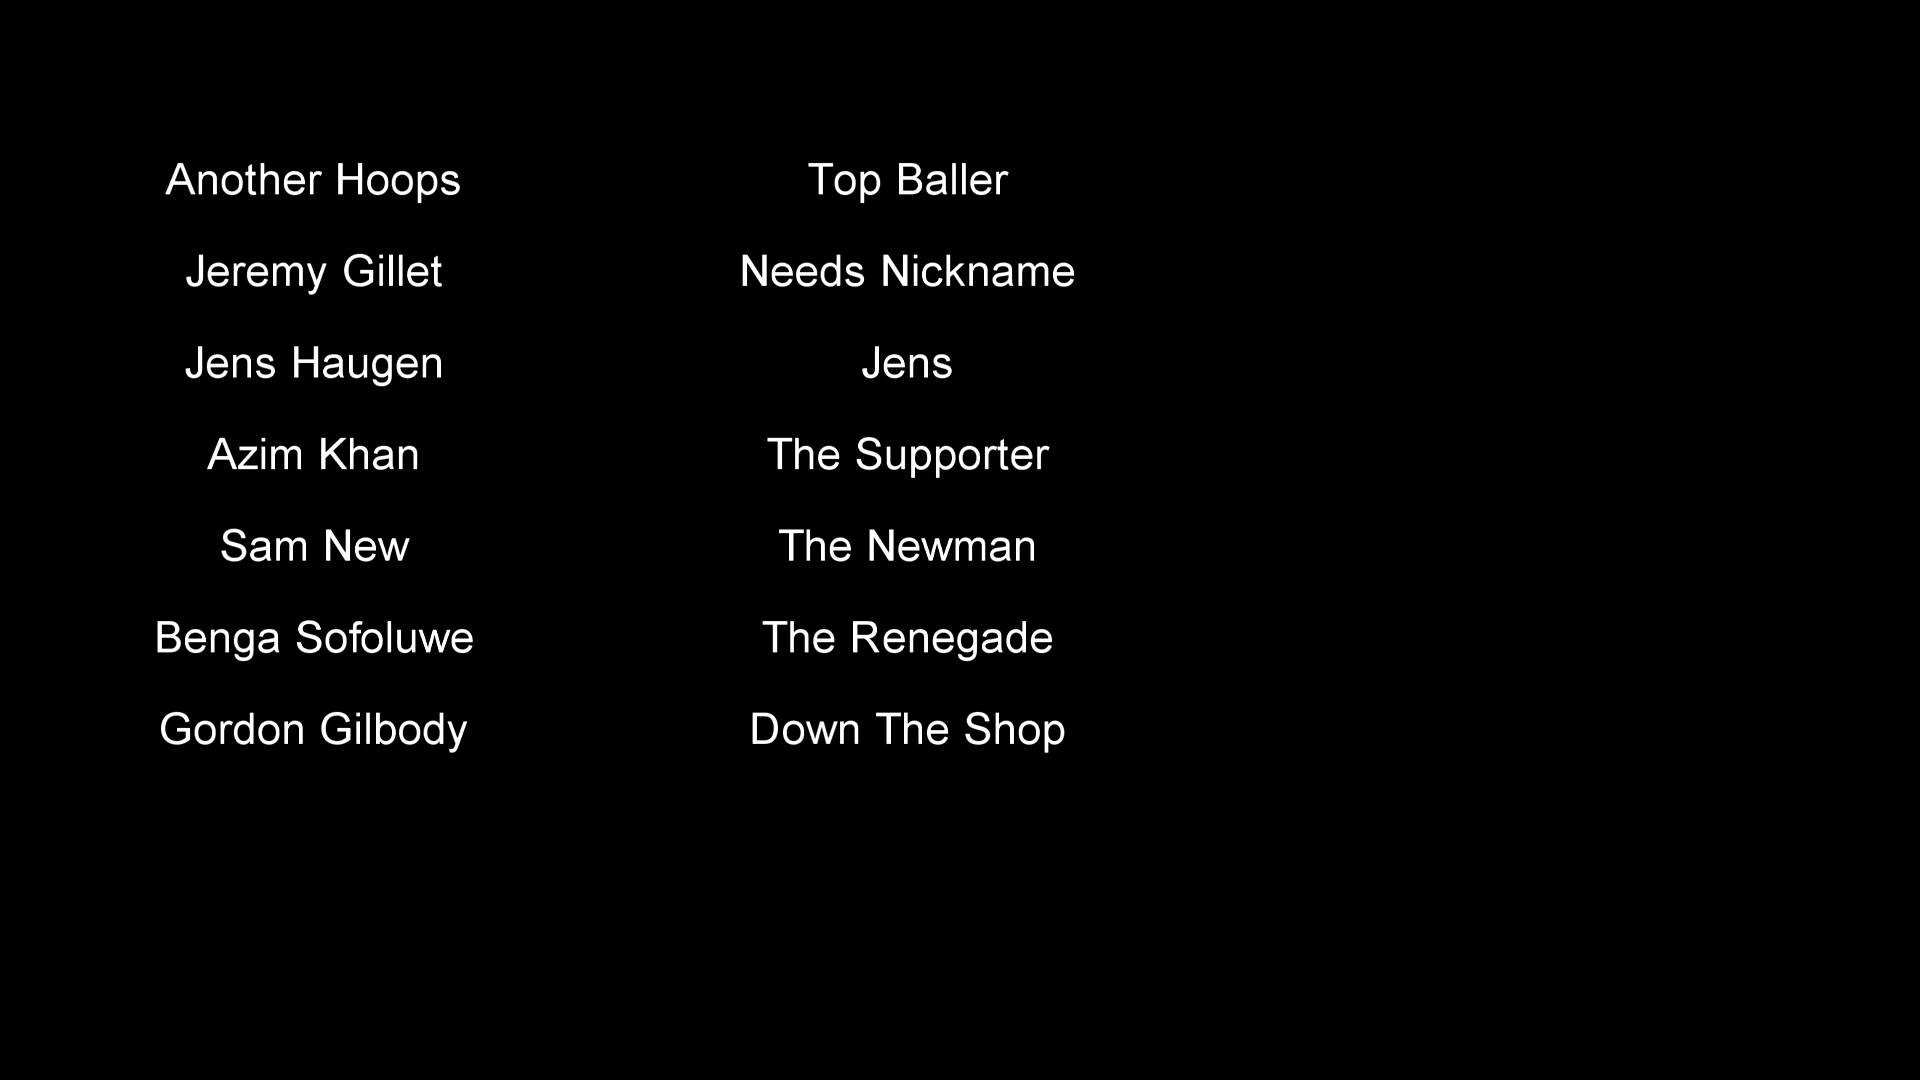 Another Hoops Top Baller
Jeremy Gillet Needs Nickname
Jens Haugen Jens
Azim Khan The Supporter
Sam New The Newman
Benga Sofoluwe The Renegade
Gordon Gilbody Down The Shop